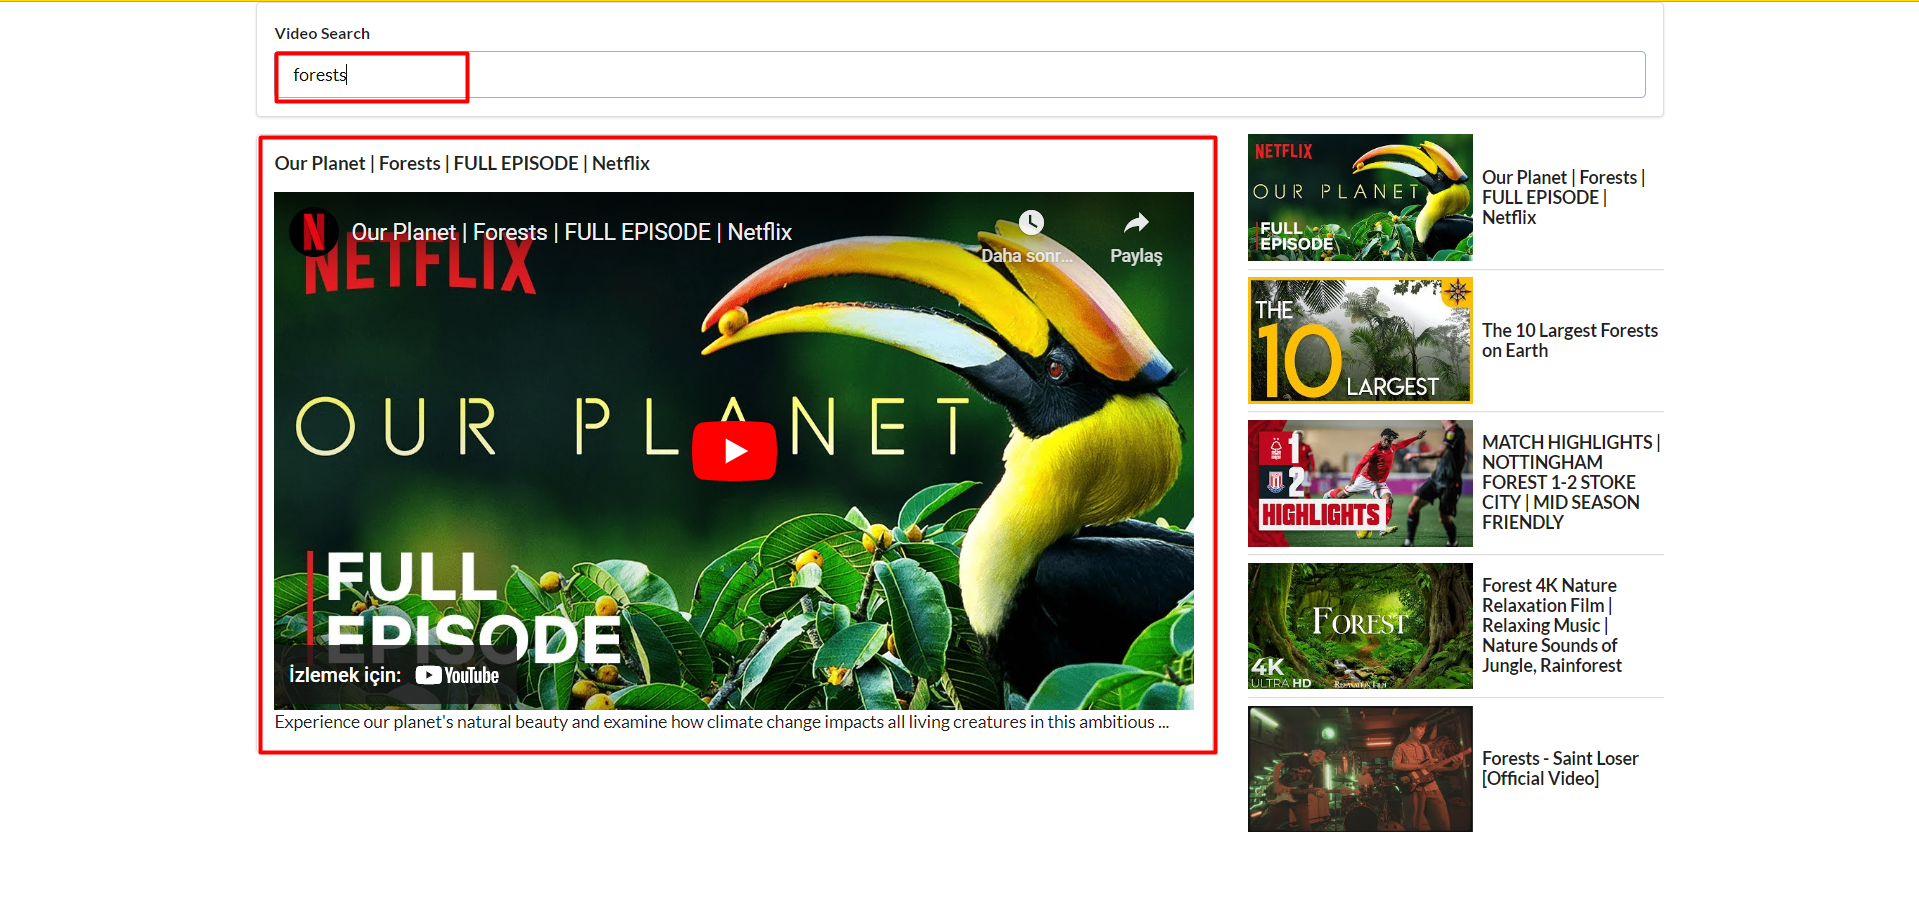 Video Search
forests
Our Planet | Forests | FULL EPISODE | Netflix
Our Planet | Forests | FULL EPISODE | Netflix
Daha sonr...
Paylaş
NETFLIX
OUR PLANET
FULL
EPISODE
İzlemek için: YouTube
Experience our planet's natural beauty and examine how climate change impacts all living creatures in this ambitious ...
NETFLIX
OUR PLANET
FULL
EPISODE
Our Planet | Forests |
FULL EPISODE |
Netflix
THE
10
LARGEST
The 10 Largest Forests
on Earth
1
2
HIGHLIGHTS
MATCH HIGHLIGHTS |
NOTTINGHAM
FOREST 1-2 STOKE
CITY | MID SEASON
FRIENDLY
FOREST
4K
ULTRA HD
RELAXATION FILM
Forest 4K Nature
Relaxation Film |
Relaxing Music |
Nature Sounds of
Jungle, Rainforest
Forests - Saint Loser
[Official Video]